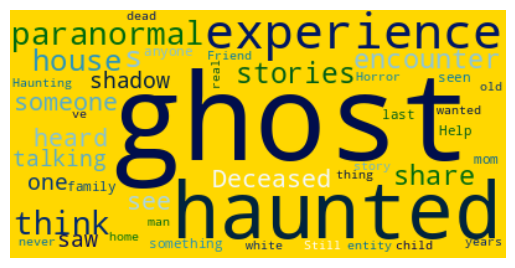 dead
paranormal experience
house s anyone Friend encounter
Haunting shadow real stories Horror seen old
someone ve ghost last wanted
heard Help
talking story mom
one family Deceased thing share
see haunted
think man
saw never home something white Still entity child years